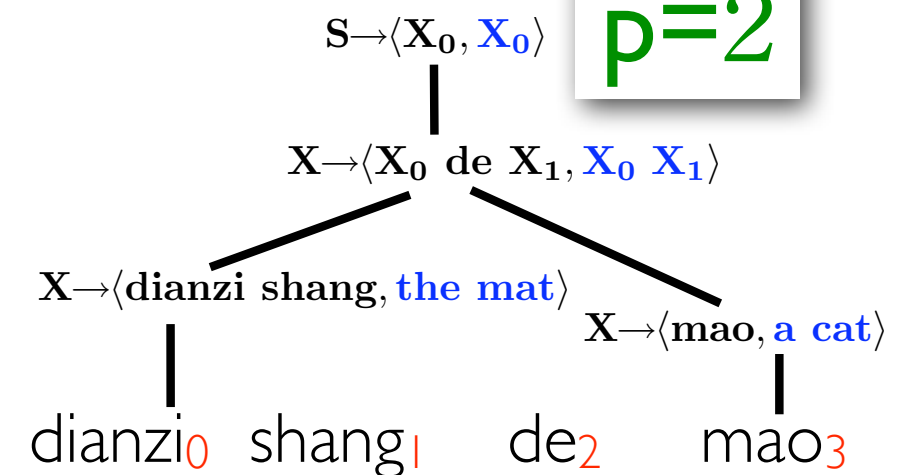 S→⟨X₀, X₀⟩
p=2
X→⟨X₀ de X₁, X₀ X₁⟩
X→⟨dianzi shang, the mat⟩
X→⟨mao, a cat⟩
dianzi₀ shang₁ de₂ mao₃